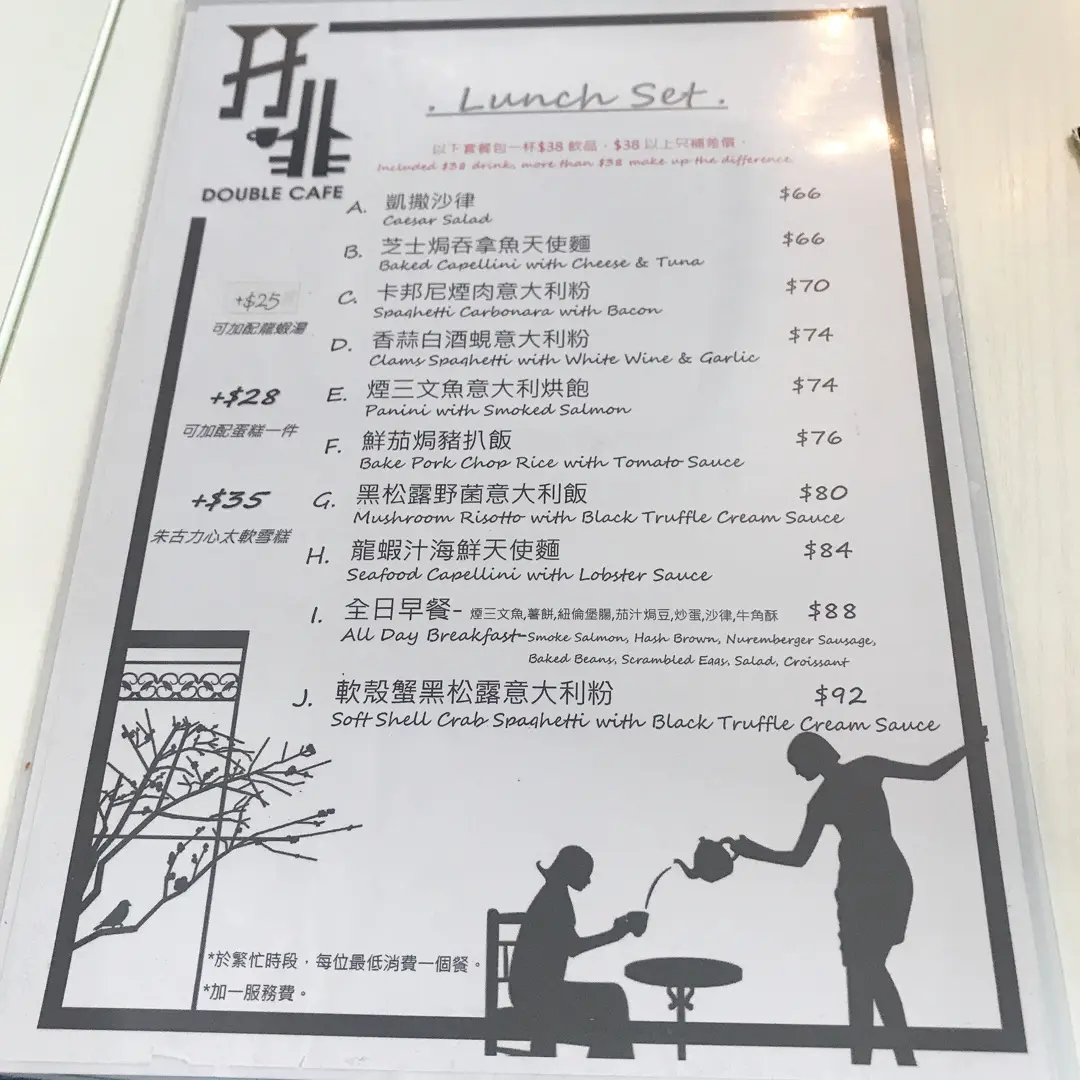 DOUBLE CAFE
. Lunch Set .
以下套餐包一杯$38飲品，$38以上只補差價。
Included $38 drink, more than $38 make up the difference.
A. 凱撒沙律 $66
Caesar Salad
B. 芝士焗吞拿魚天使麵 $66
Baked Capellini with Cheese & Tuna
C. 卡邦尼煙肉意大利粉 $70
Spaghetti Carbonara with Bacon
D. 香蒜白酒蜆意大利粉 $74
Clams Spaghetti with White Wine & Garlic
E. 煙三文魚意大利烘飽 $74
Panini with Smoked Salmon
F. 鮮茄焗豬扒飯 $76
Bake Pork Chop Rice with Tomato Sauce
G. 黑松露野菌意大利飯 $80
Mushroom Risotto with Black Truffle Cream Sauce
H. 龍蝦汁海鮮天使麵 $84
Seafood Capellini with Lobster Sauce
I. 全日早餐- 煙三文魚,薯餅,紐倫堡腸,茄汁焗豆,炒蛋,沙律,牛角酥 $88
All Day Breakfast-Smoke Salmon, Hash Brown, Nuremberger Sausage,
Baked Beans, Scrambled Eggs, Salad, Croissant
J. 軟殼蟹黑松露意大利粉 $92
Soft Shell Crab Spaghetti with Black Truffle Cream Sauce
+$25
可加配龍蝦湯
+$28
可加配蛋糕一件
+$35
朱古力心太軟雪糕
*於繁忙時段，每位最低消費一個餐。
*加一服務費。